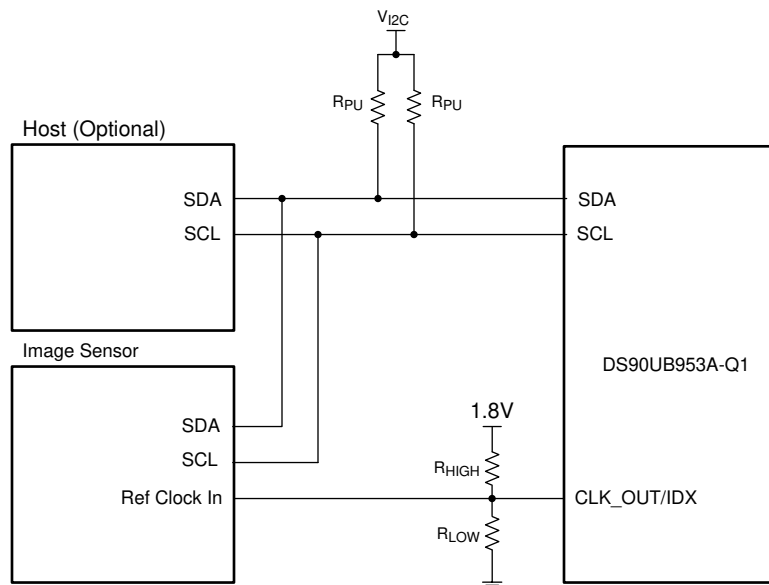 VI2C
RPU
RPU
Host (Optional)
SDA
SDA
SCL
SCL
Image Sensor
DS90UB953A-Q1
1.8V
SDA
RHIGH
SCL
Ref Clock In
CLK_OUT/IDX
RLOW